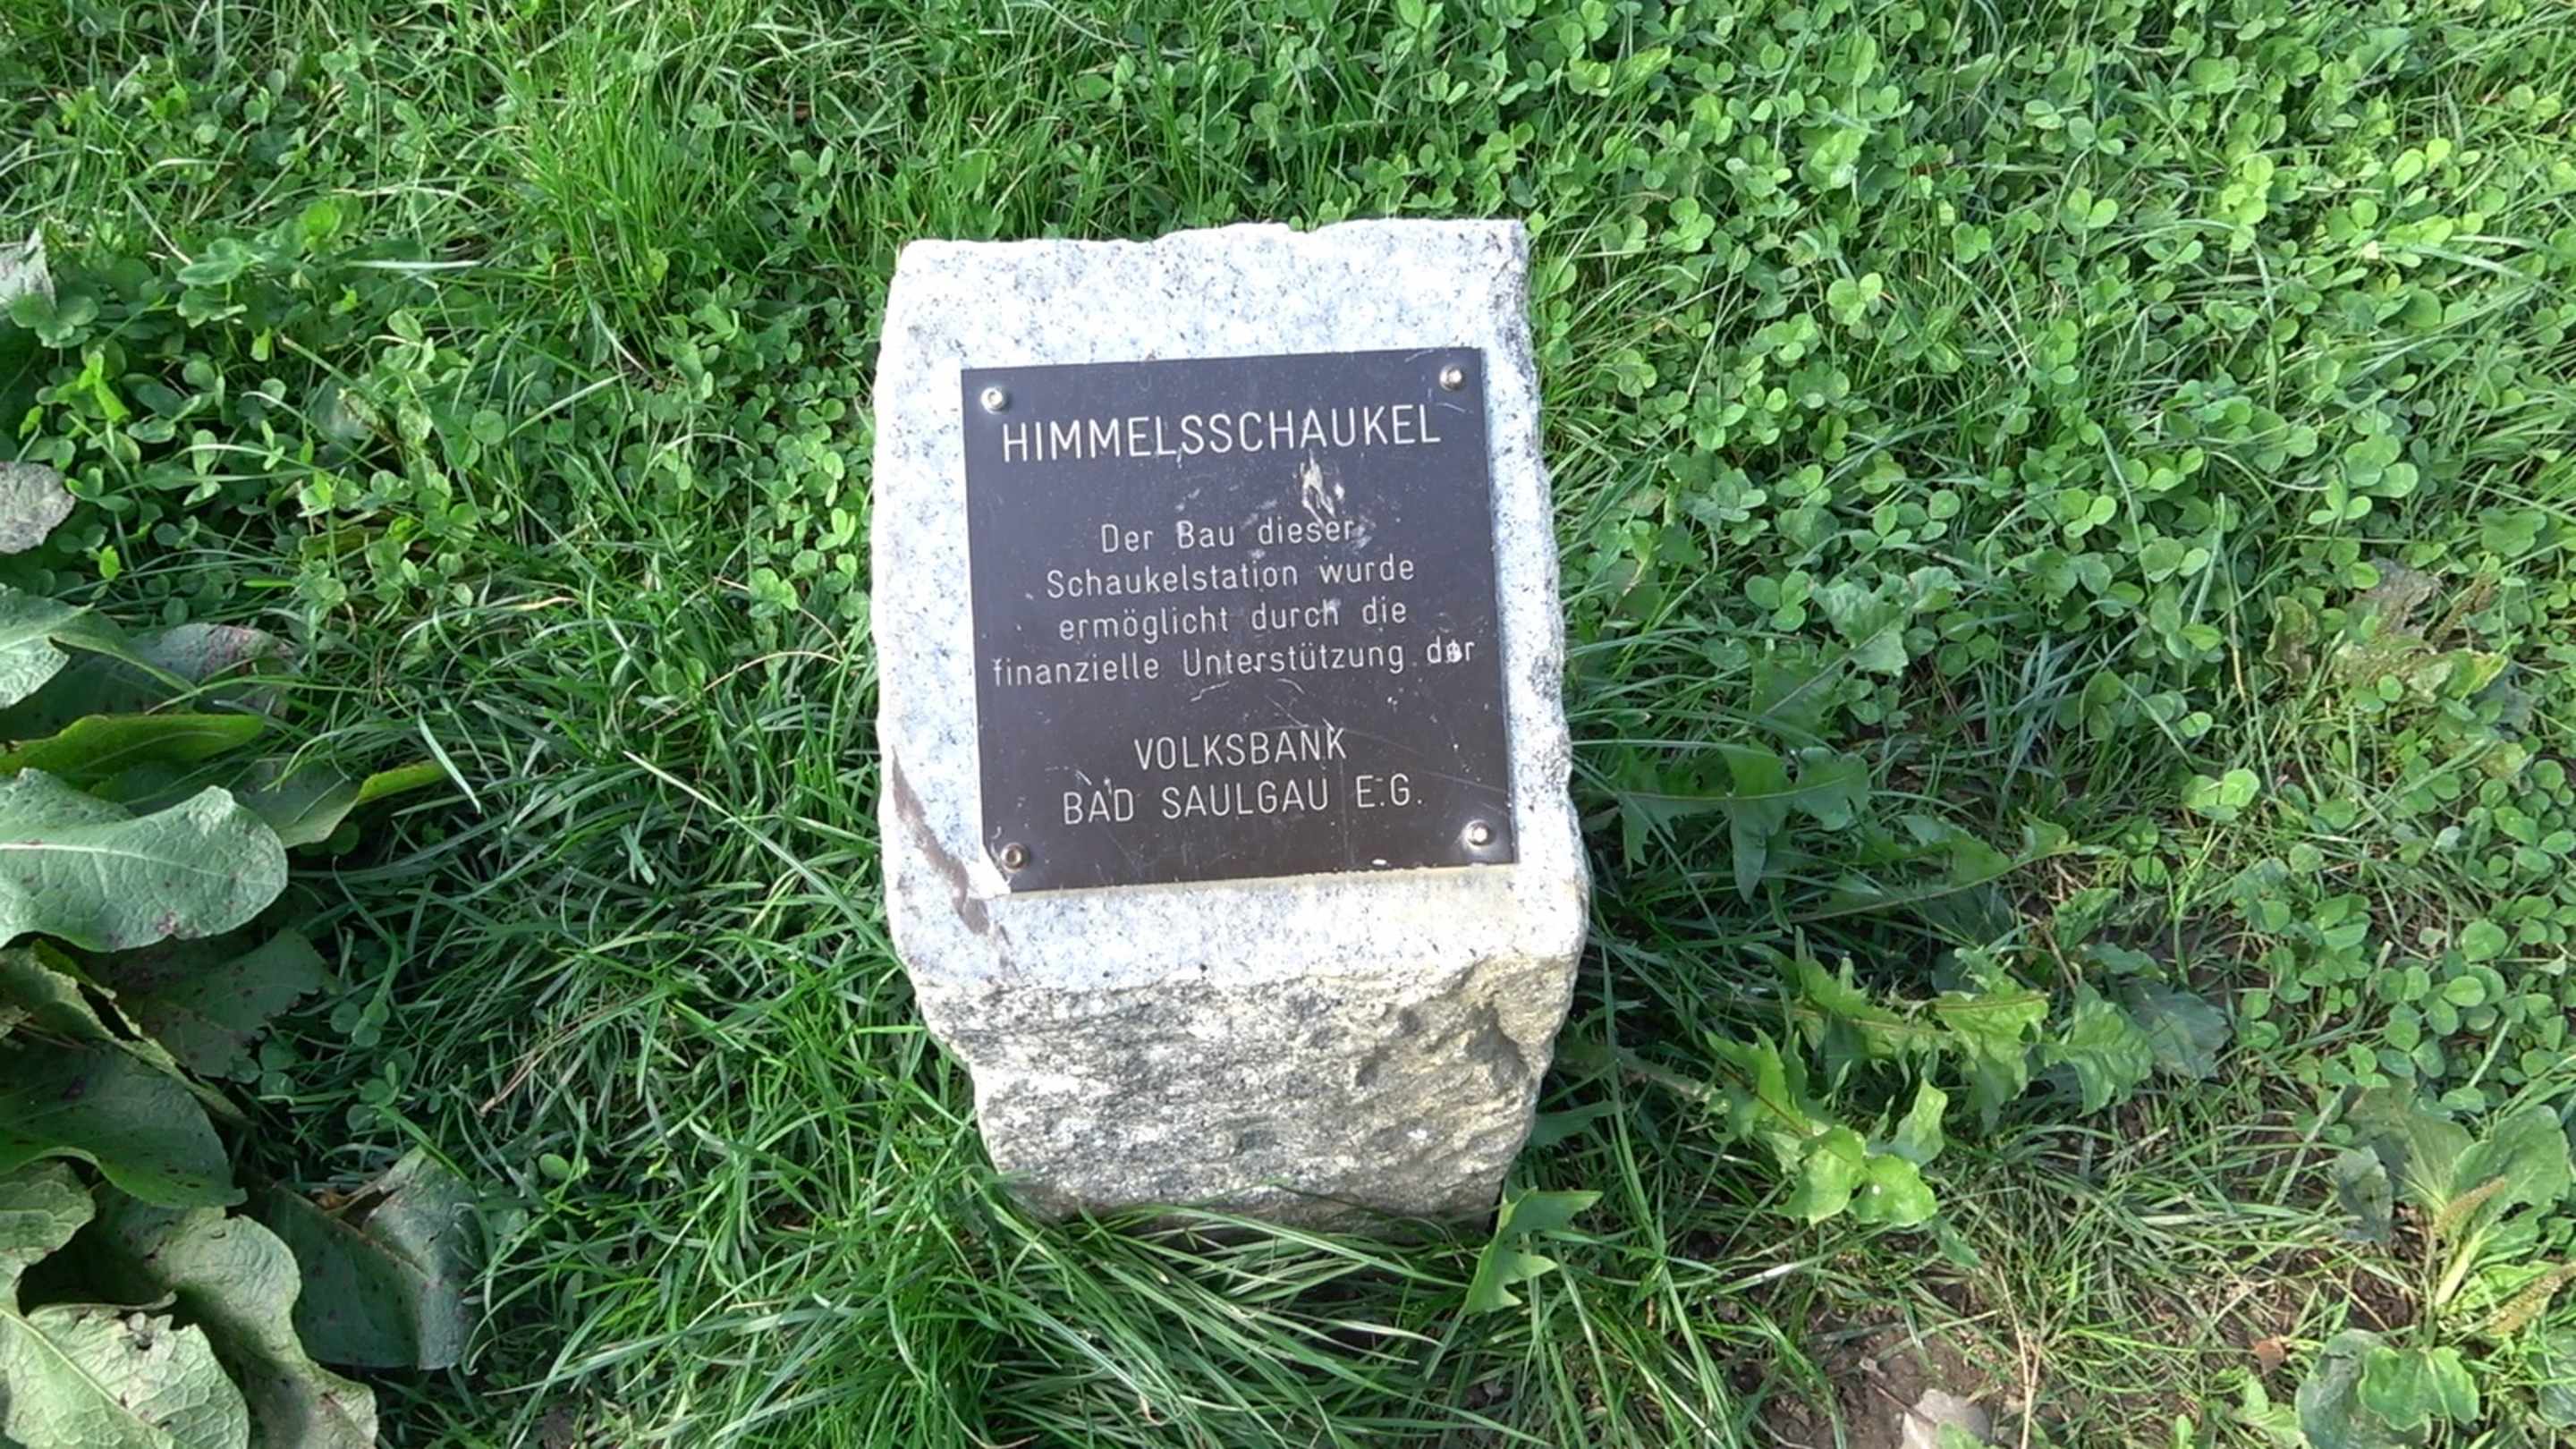 HIMMELSSCHAUKEL
Der Bau dieser
Schaukelstation wurde
ermöglicht durch die
finanzielle Unterstützung der
VOLKSBANK
BAD SAULGAU E.G.